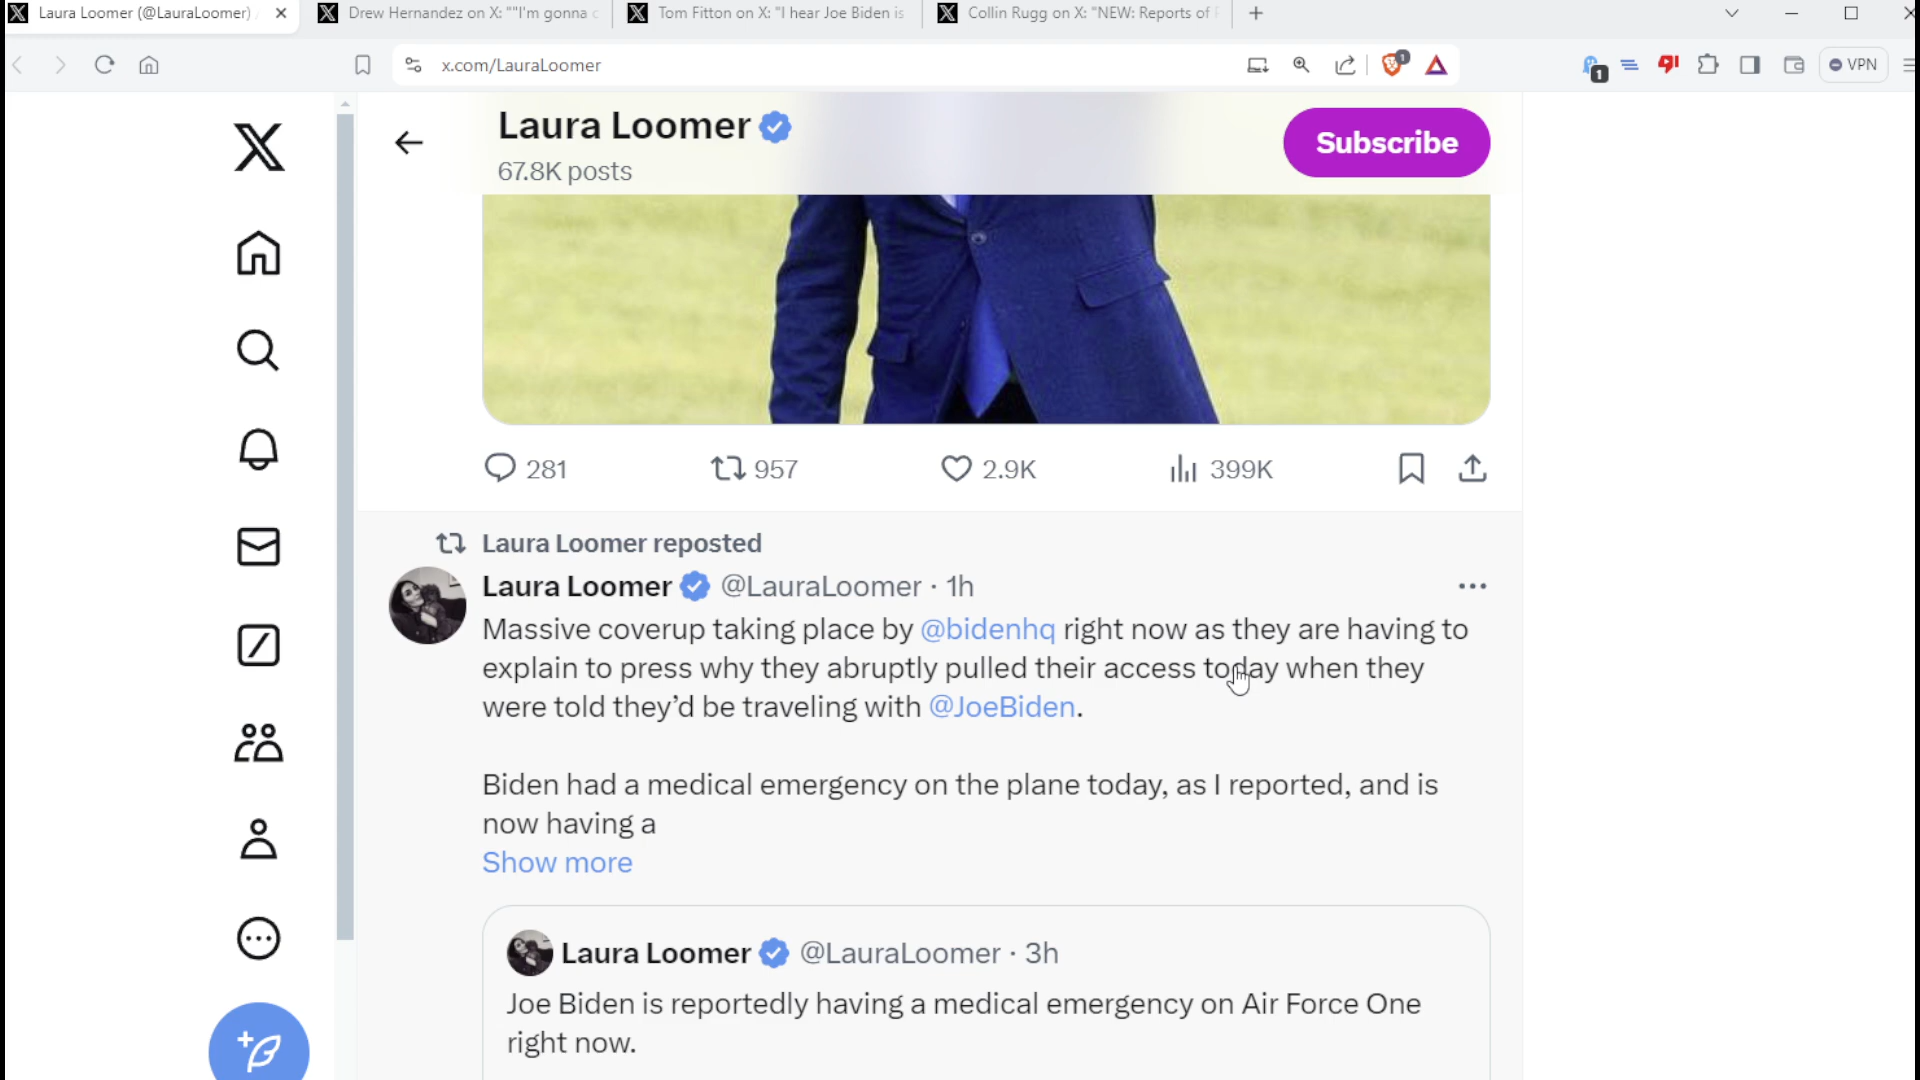 Laura Loomer (@LauraLoomer)
Drew Hernandez on X: ""I'm gonna
Tom Fitton on X: "I hear Joe Biden is
Collin Rugg on X: "NEW: Reports of
x.com/LauraLoomer
1
1
VPN
Laura Loomer
67.8K posts
Subscribe
281 957 2.9K 399K
Laura Loomer reposted
Laura Loomer @LauraLoomer · 1h
Massive coverup taking place by @bidenhq right now as they are having to
explain to press why they abruptly pulled their access today when they
were told they’d be traveling with @JoeBiden.
Biden had a medical emergency on the plane today, as I reported, and is
now having a
Show more
Laura Loomer @LauraLoomer · 3h
Joe Biden is reportedly having a medical emergency on Air Force One
right now.